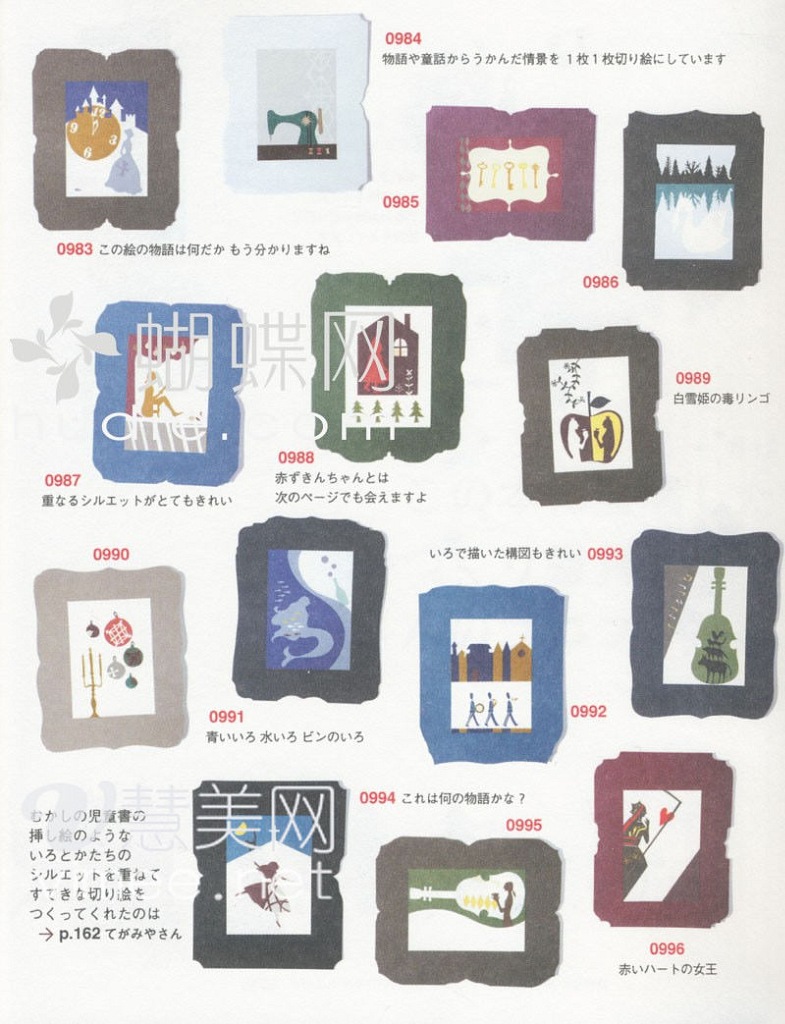 0984
物語や童話からうかんだ情景を 1枚1枚切り絵にしています
0985
0986
0983 この絵の物語は何だか もう分かりますね
蝴蝶网
0989
白雪姫の毒リンゴ
0987
重なるシルエットがとてもきれい
0988
赤ずきんちゃんとは
次のページでも会えますよ
0990
いろで描いた構図もきれい 0993
0991
青いいろ 水いろ ビンのいろ
0992
0994 これは何の物語かな？
0995
むかしの児童書の
挿し絵のような
いろとかたちの
シルエットを重ねて
すてきな切り絵を
つくってくれたのは
→ p.162 てがみやさん
慧美网
0996
赤いハートの女王